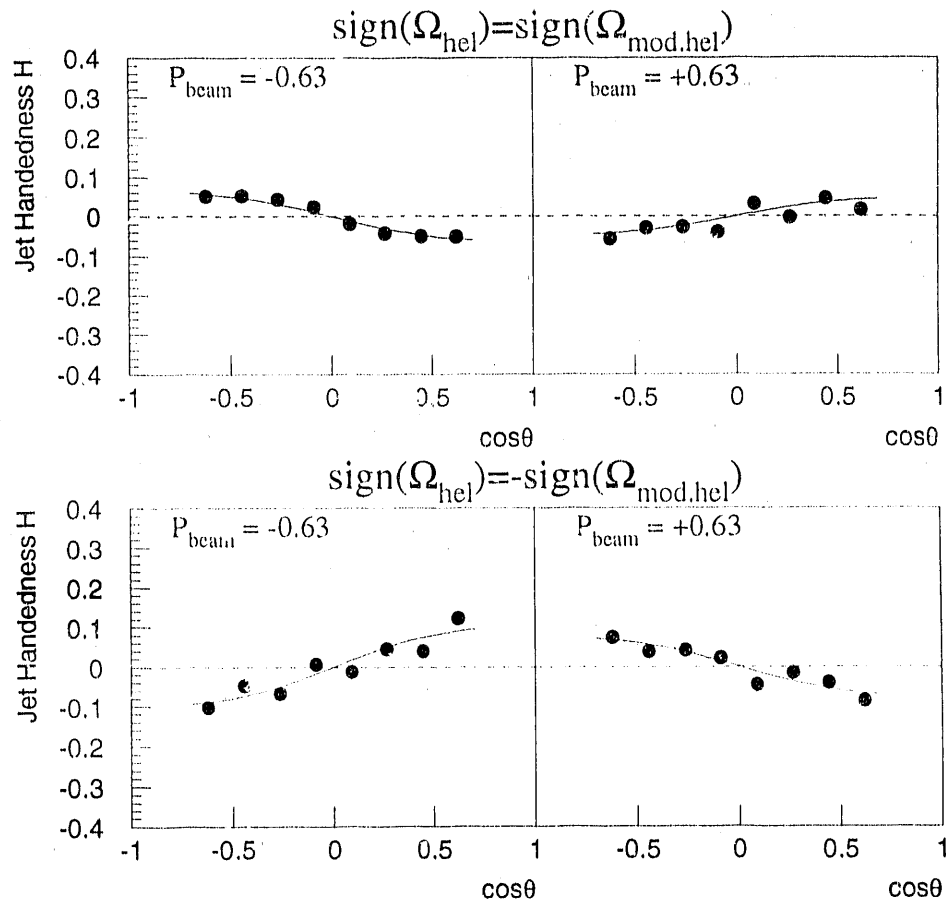 sign(Ω_hel)=sign(Ω_mod.hel)
P_beam = -0.63
P_beam = +0.63
Jet Handedness H
0.4
0.3
0.2
0.1
0
-0.1
-0.2
-0.3
-0.4
-1 -0.5 0 0.5 1 -0.5 0 0.5 1
cosθ cosθ
sign(Ω_hel)=-sign(Ω_mod.hel)
P_beam = -0.63
P_beam = +0.63
Jet Handedness H
0.4
0.3
0.2
0.1
0
-0.1
-0.2
-0.3
-0.4
-1 -0.5 0 0.5 1 -0.5 0 0.5 1
cosθ cosθ